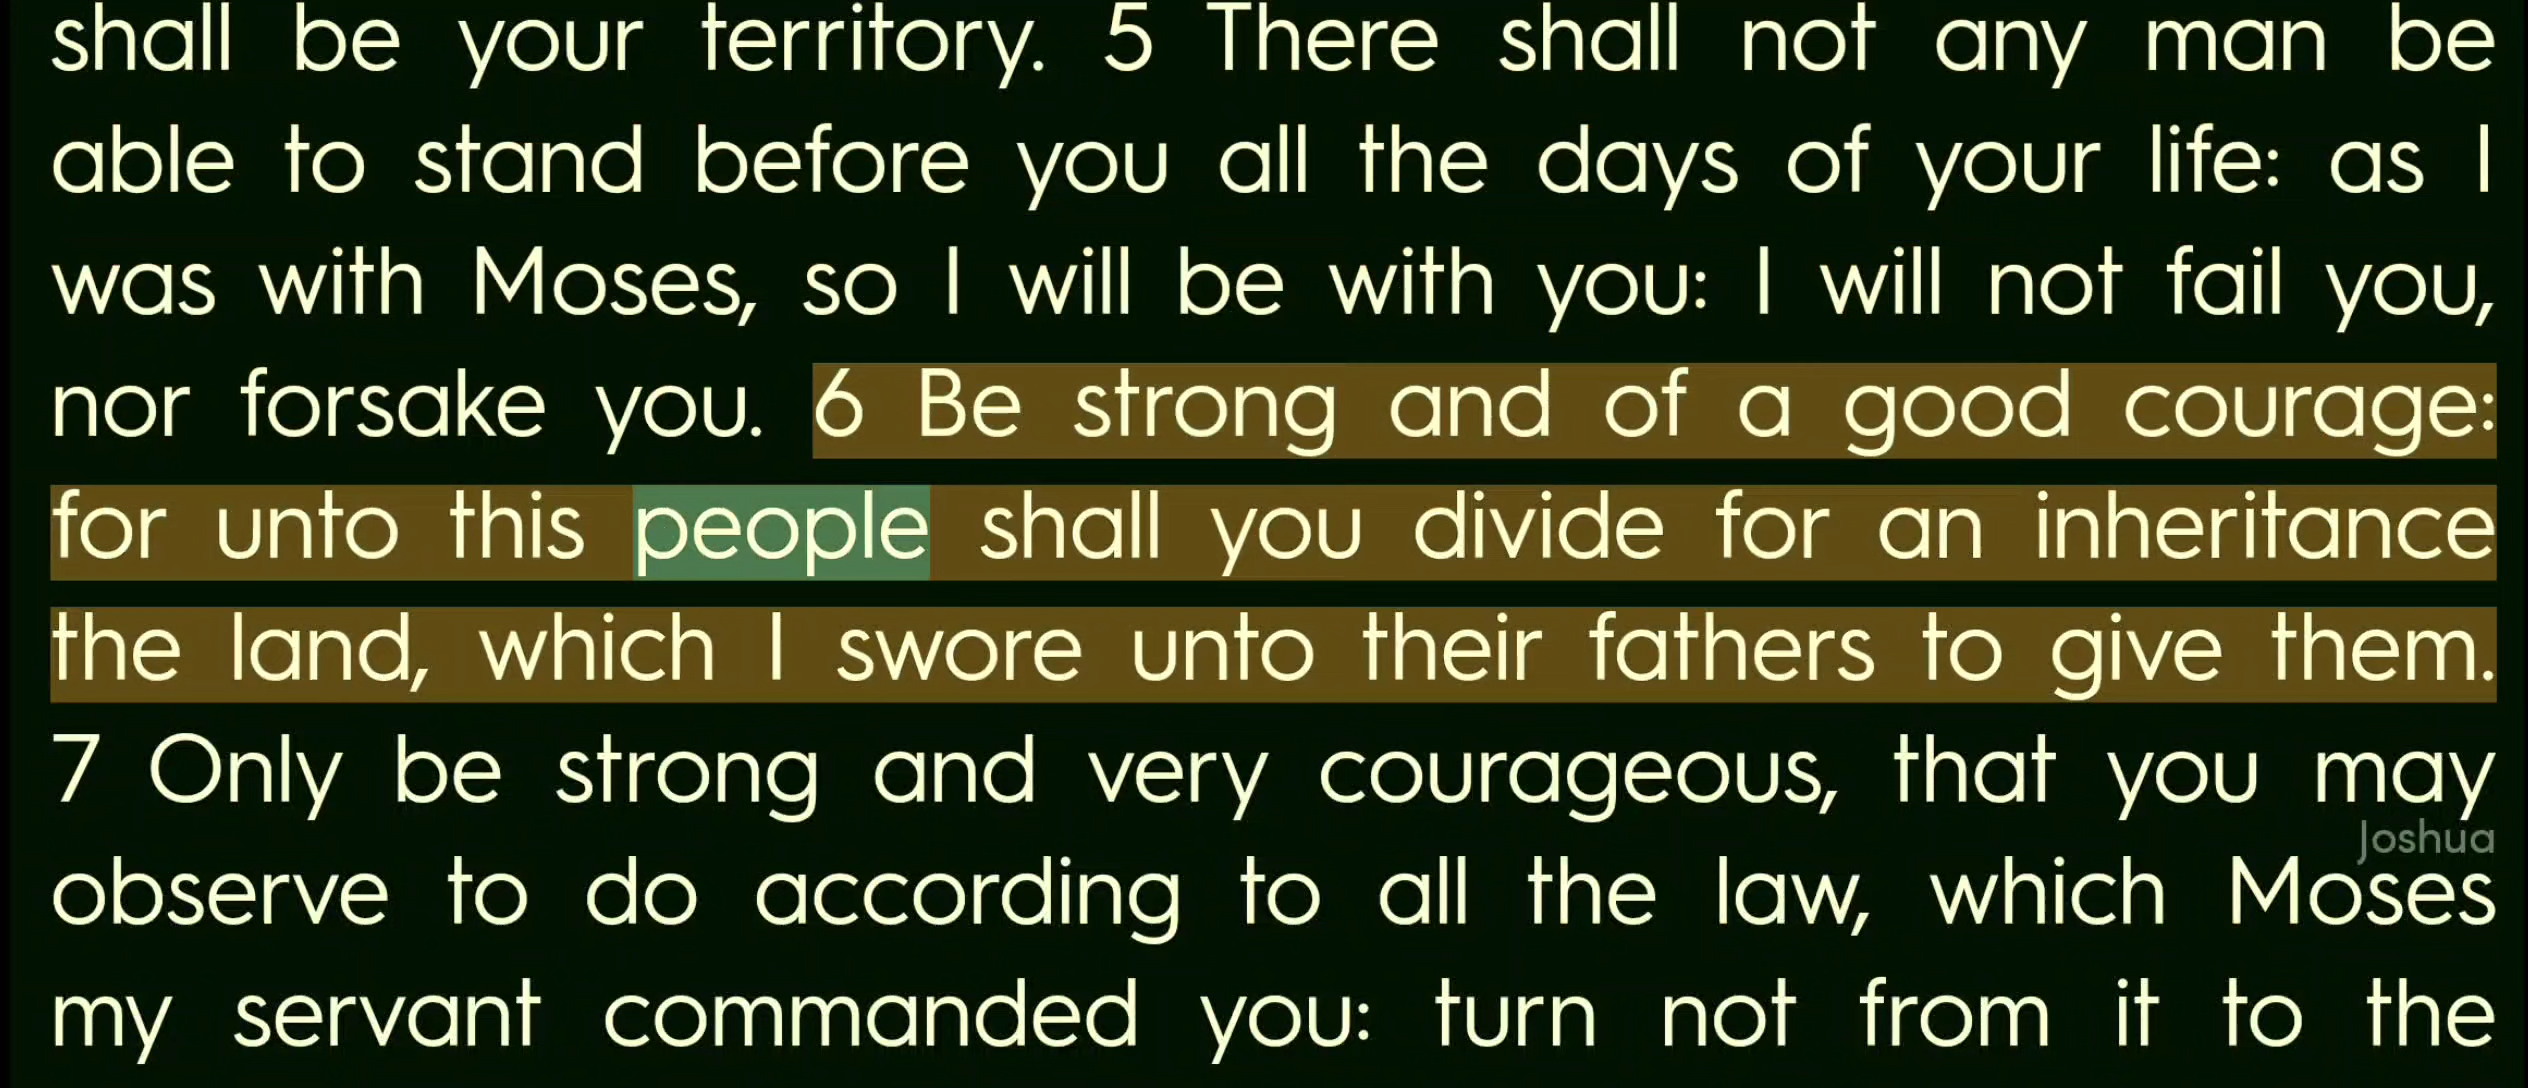 shall be your territory. 5 There shall not any man be
able to stand before you all the days of your life: as I
was with Moses, so I will be with you: I will not fail you,
nor forsake you. 6 Be strong and of a good courage:
for unto this people shall you divide for an inheritance
the land, which I swore unto their fathers to give them.
7 Only be strong and very courageous, that you may
Joshua
observe to do according to all the law, which Moses
my servant commanded you: turn not from it to the